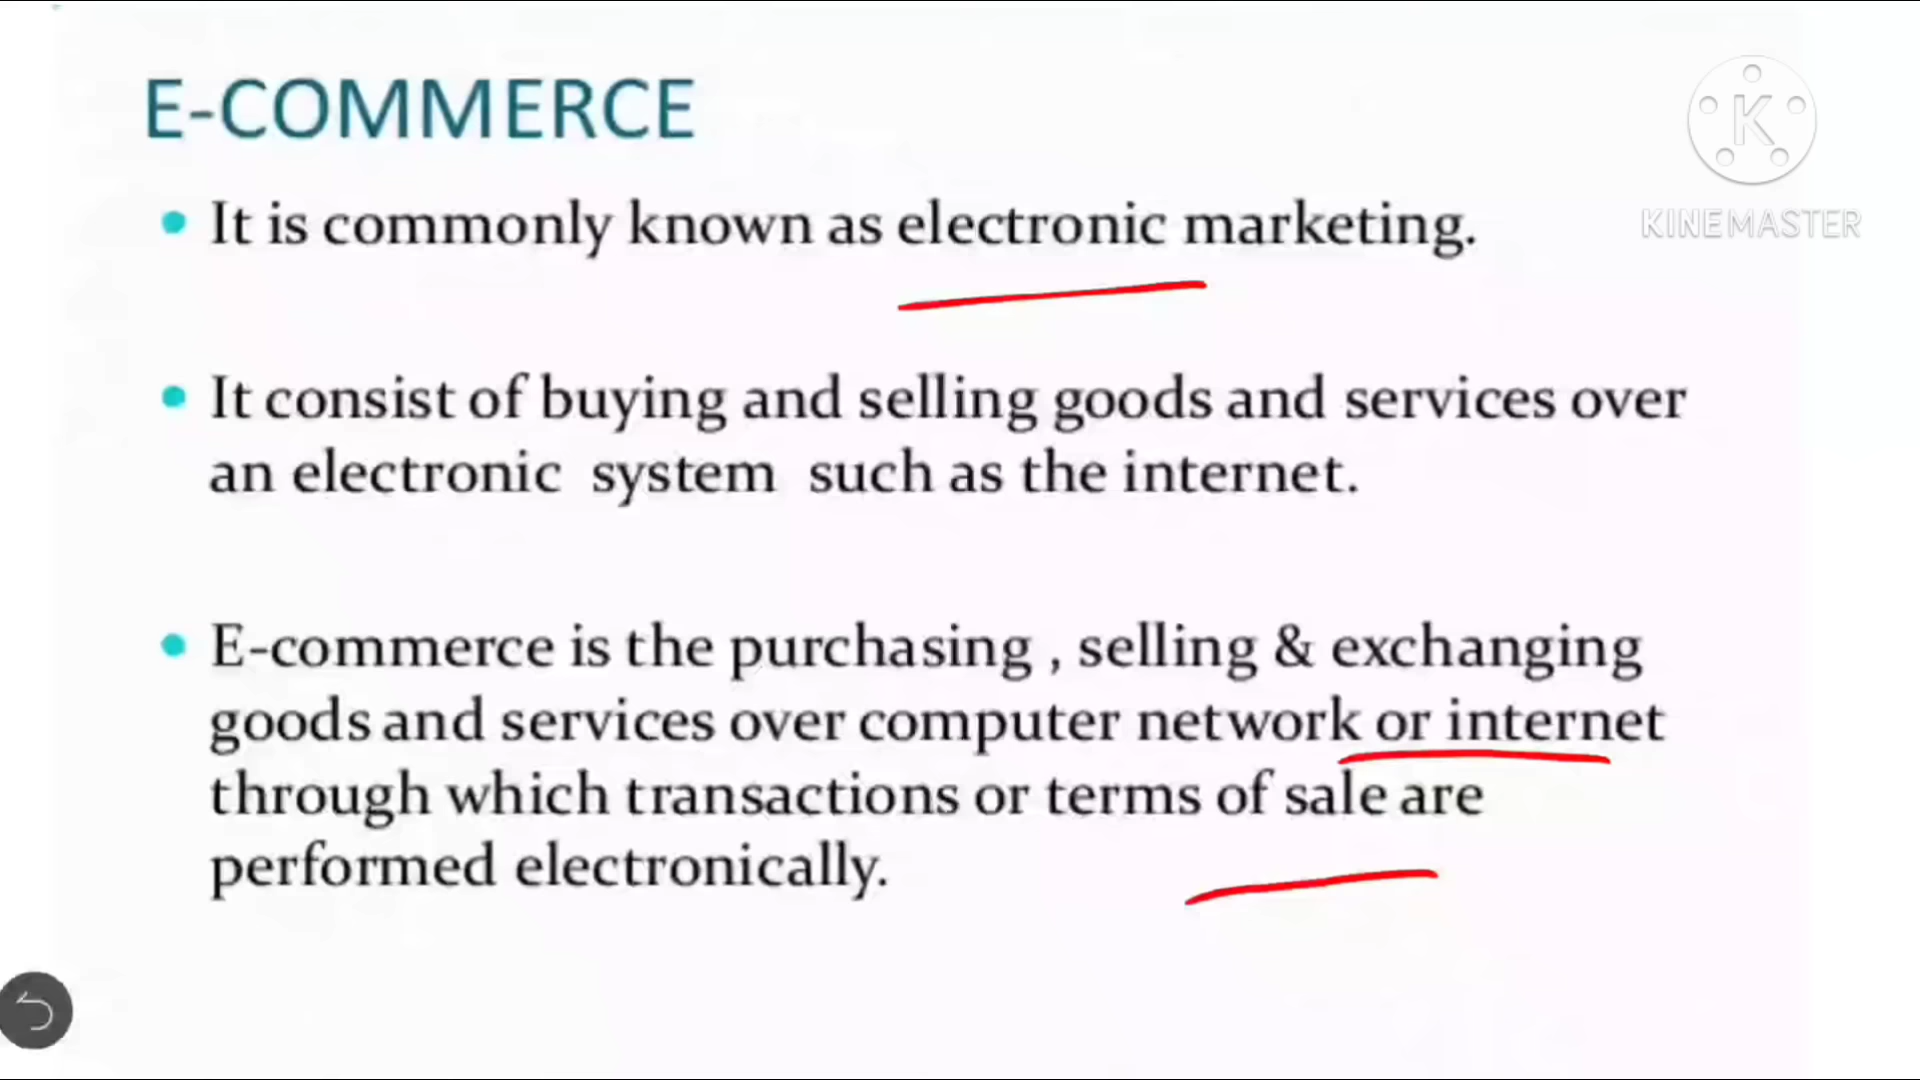 E-COMMERCE
K
KINEMASTER
It is commonly known as electronic marketing.
It consist of buying and selling goods and services over
an electronic system such as the internet.
E-commerce is the purchasing , selling & exchanging
goods and services over computer network or internet
through which transactions or terms of sale are
performed electronically.